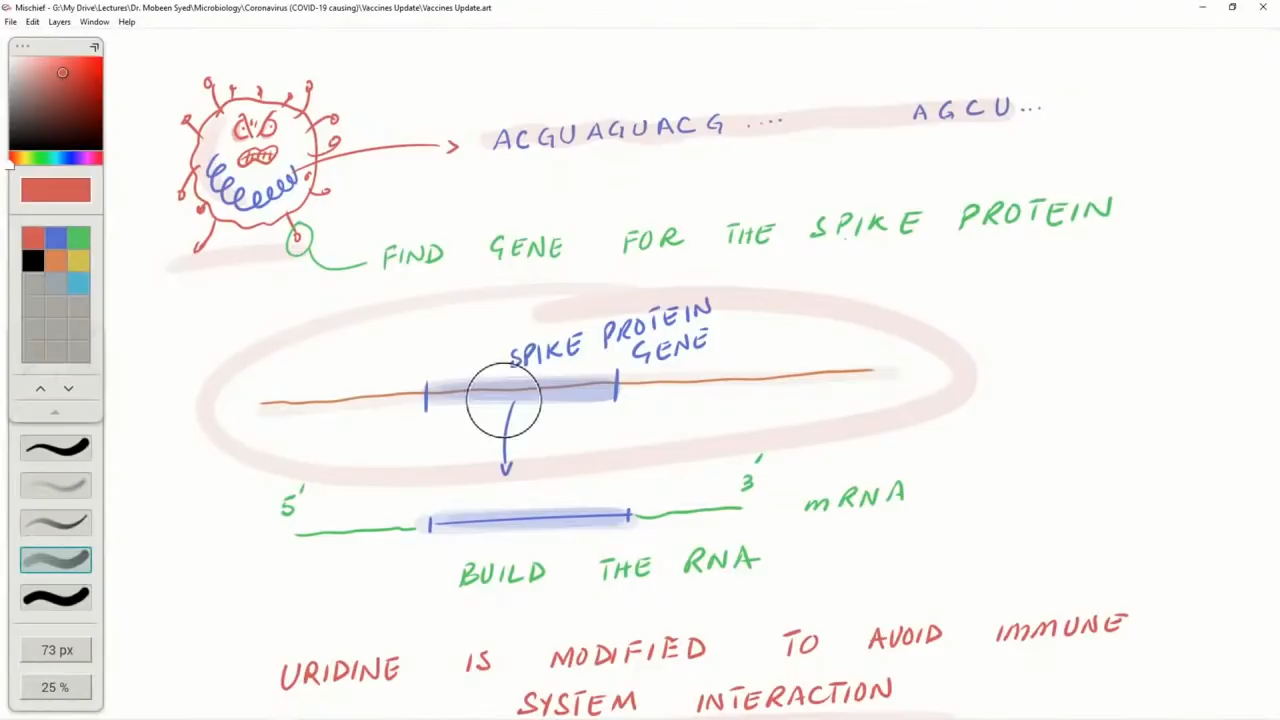 Mischief - G:\My Drive\Lectures\Dr. Mobeen Syed\Microbiology\Coronavirus (COVID-19 causing)\Vaccines Update\Vaccines Update.art
File Edit Layers Window Help
ACGUAGUACG .... AGCU...
FIND GENE FOR THE SPIKE PROTEIN
SPIKE PROTEIN
GENE
5' 3' mRNA
BUILD THE RNA
URIDINE IS MODIFIED TO AVOID IMMUNE
SYSTEM INTERACTION
73 px
25 %